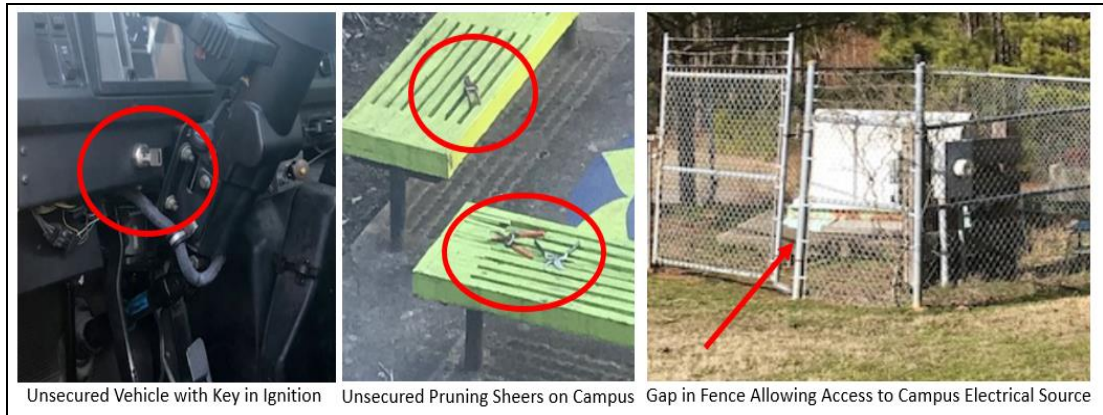 Unsecured Vehicle with Key in Ignition
Unsecured Pruning Sheers on Campus
Gap in Fence Allowing Access to Campus Electrical Source